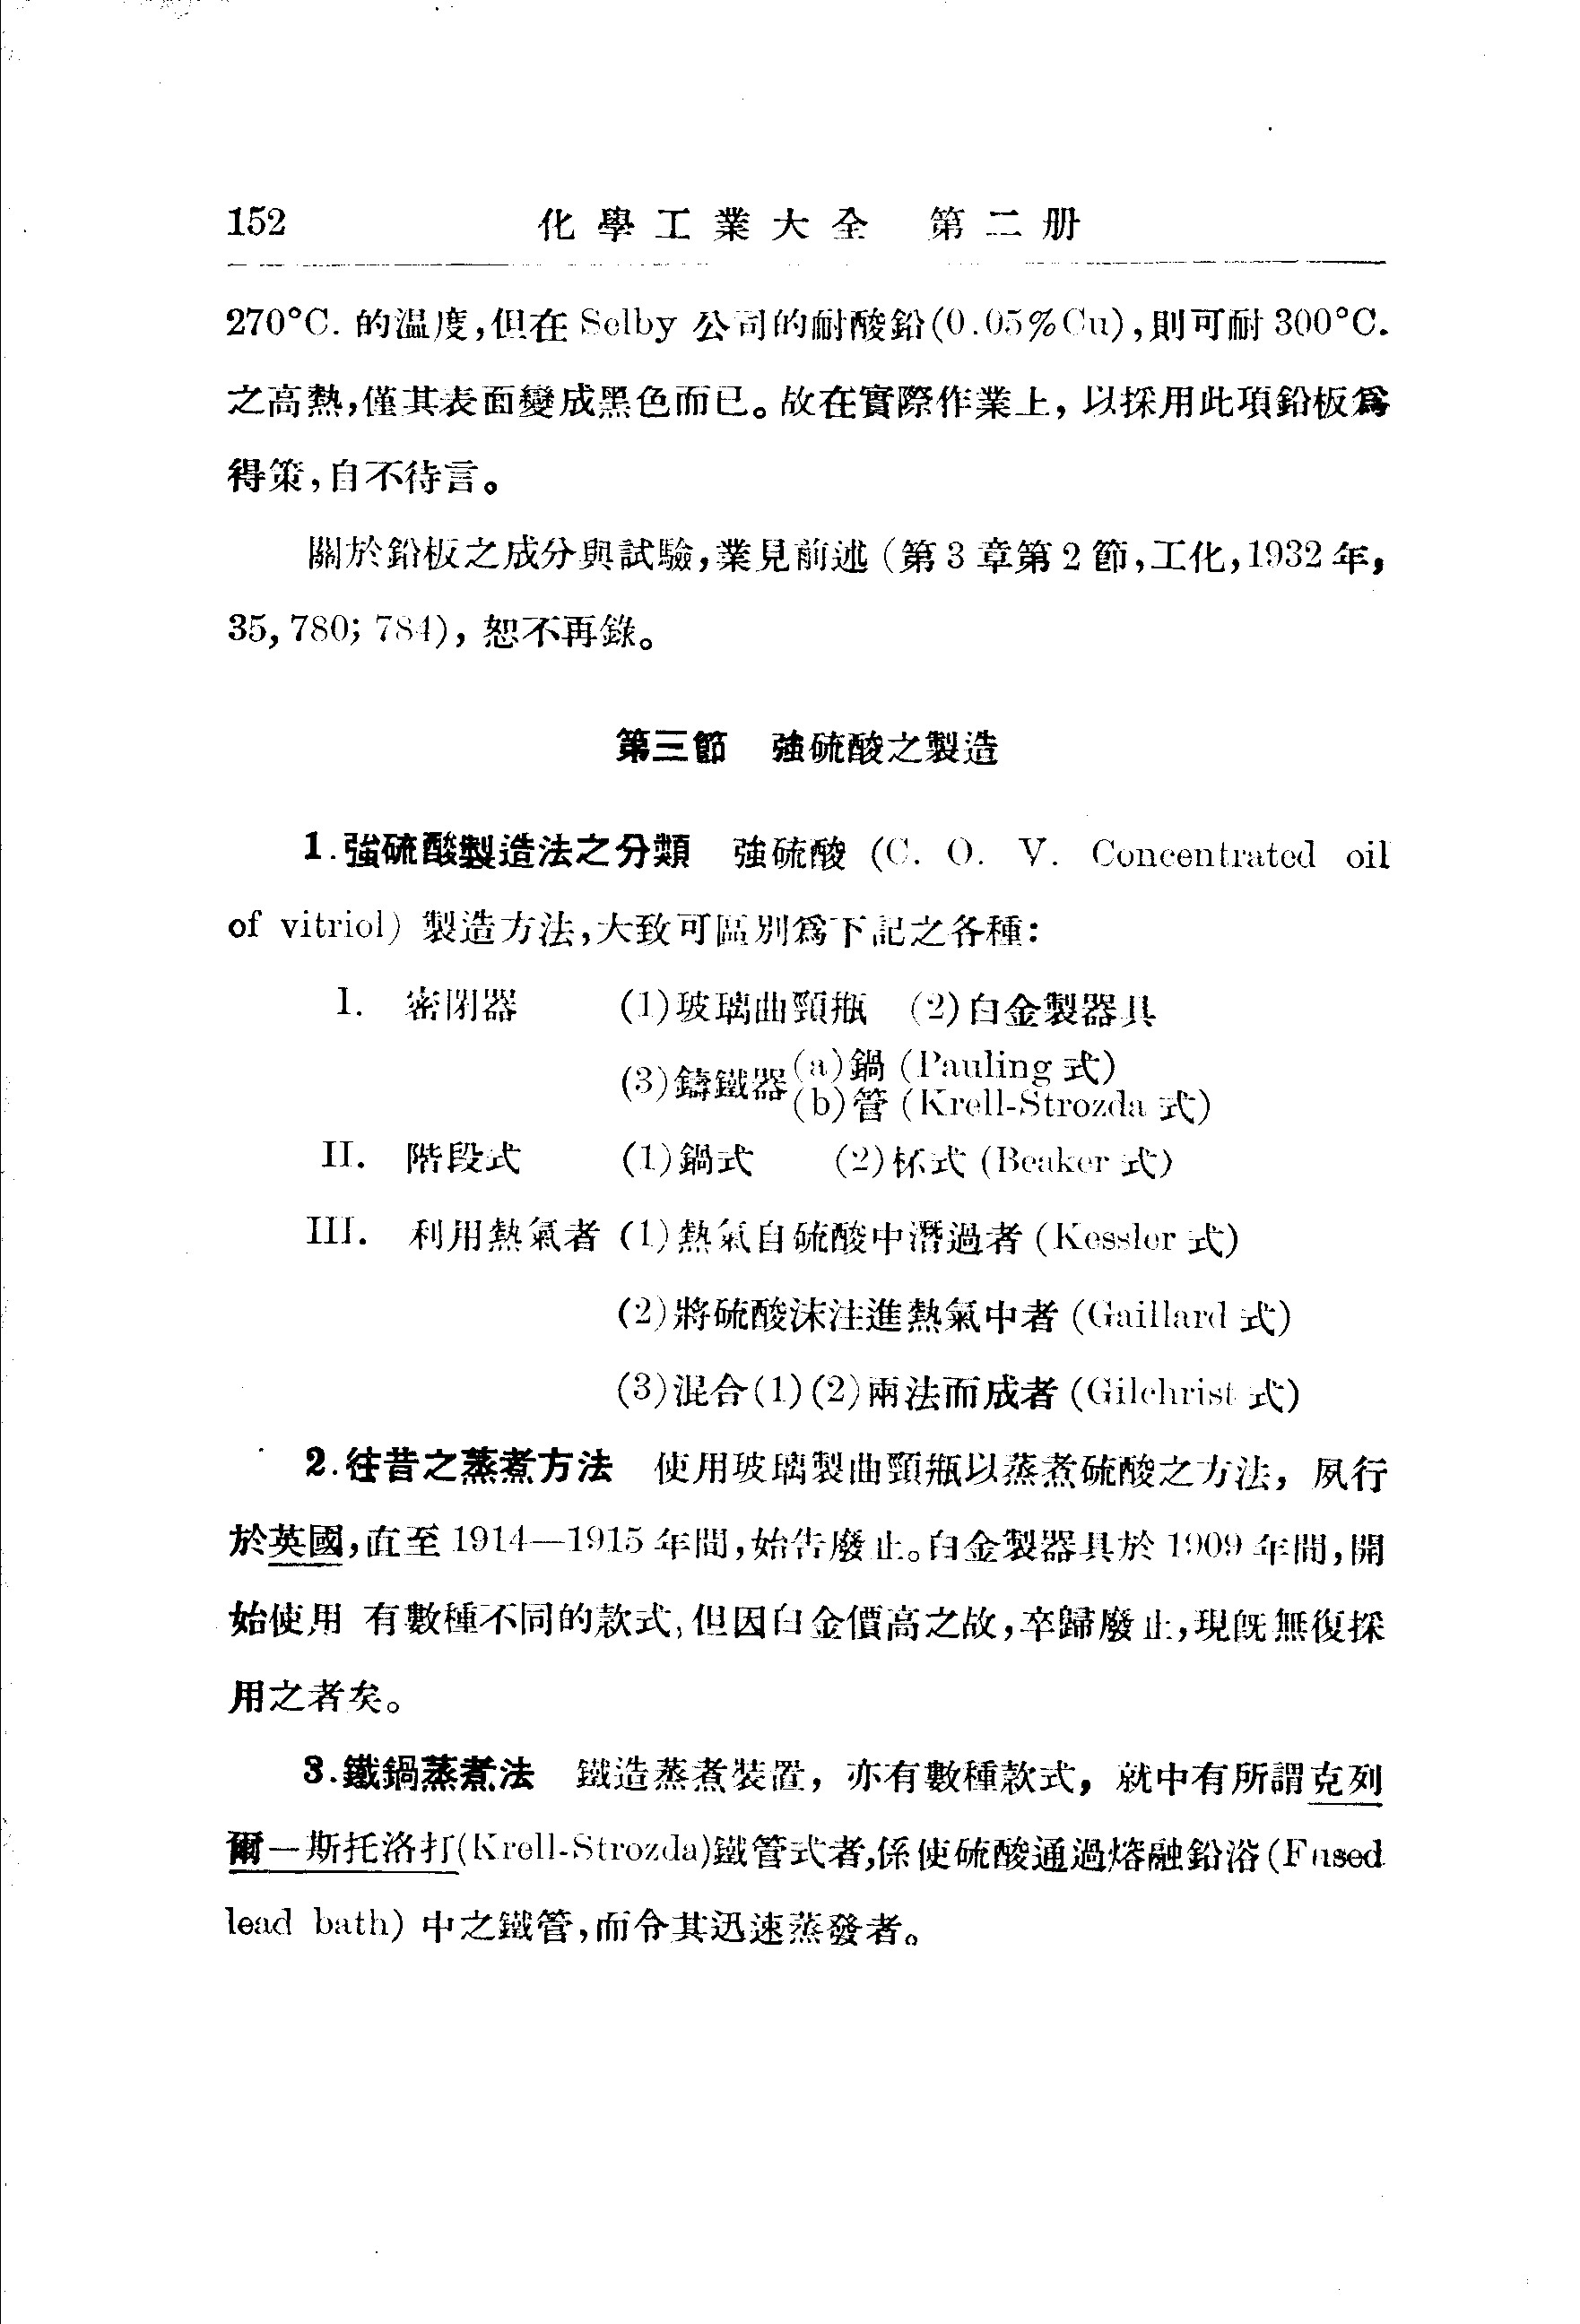 152 化學工業大全 第二册
270°C. 的温度,但在 Selby 公司的耐酸鉛(0.05%Cu),則可耐 300°C.
之高熱,僅其表面變成黑色而已。故在實際作業上,以採用此項鉛板爲
得策,自不待言。
關於鉛板之成分與試驗,業見前述(第3章第2節,工化,1932年,
35, 780; 784),恕不再錄。
第三節 強硫酸之製造
1.強硫酸製造法之分類 強硫酸 (C. O. V. Concentrated oil
of vitriol) 製造方法,大致可區別爲下記之各種:
I. 密閉器 (1)玻璃曲頸瓶 (2)白金製器具
(3)鑄鐵器(a)鍋 (Pauling 式)
(b)管 (Krell-Strozda 式)
II. 階段式 (1)鍋式 (2)杯式 (Beaker 式)
III. 利用熱氣者 (1)熱氣自硫酸中潛過者 (Kessler 式)
(2)將硫酸沫注進熱氣中者 (Gaillard 式)
(3)混合(1)(2)兩法而成者 (Gilchrist 式)
2.往昔之蒸煮方法 使用玻璃製曲頸瓶以蒸煮硫酸之方法,夙行
於英國,直至 1914—1915 年間,始告廢止。白金製器具於 1909 年間,開
始使用 有數種不同的款式,但因白金價高之故,卒歸廢止,現既無復採
用之者矣。
3.鐵鍋蒸煮法 鐵造蒸煮裝置,亦有數種款式,就中有所謂克列
爾—斯托洛打(Krell-Strozda)鐵管式者,係使硫酸通過熔融鉛浴(Fused
lead bath) 中之鐵管,而令其迅速蒸發者。